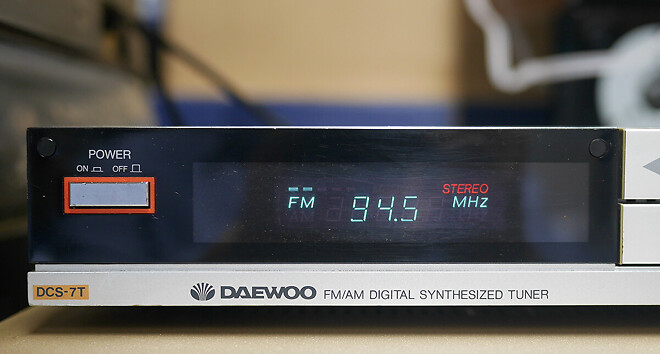 POWER
ON OFF
STEREO
FM 94.5 MHz
DCS-7T
DAEWOO FM/AM DIGITAL SYNTHESIZED TUNER